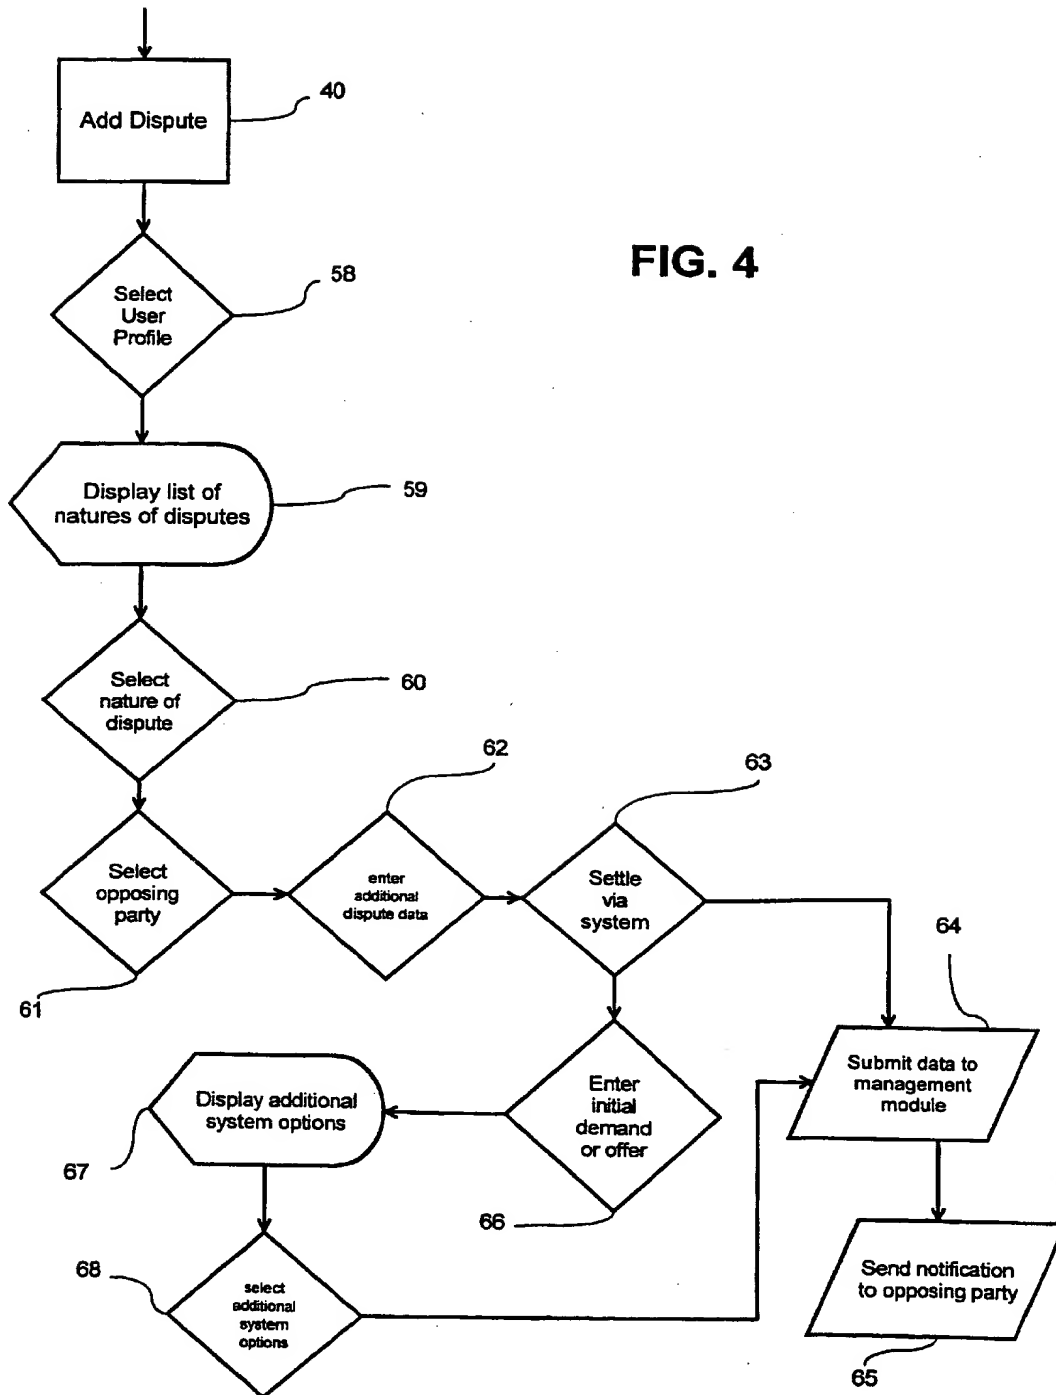 Add Dispute
40
FIG. 4
Select
User
Profile
58
Display list of
natures of disputes
59
Select
nature of
dispute
60
Select
opposing
party
61
enter
additional
dispute data
62
Settle
via
system
63
Submit data to
management
module
64
Enter
initial
demand
or offer
66
Display additional
system options
67
select
additional
system
options
68
Send notification
to opposing party
65